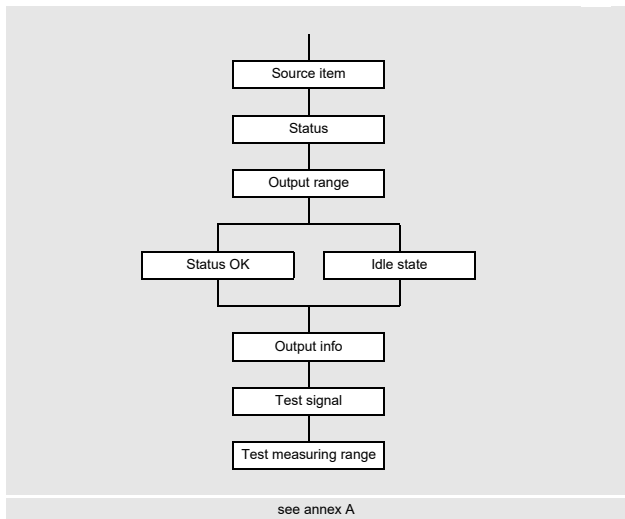 Source item
Status
Output range
Status OK
Idle state
Output info
Test signal
Test measuring range
see annex A